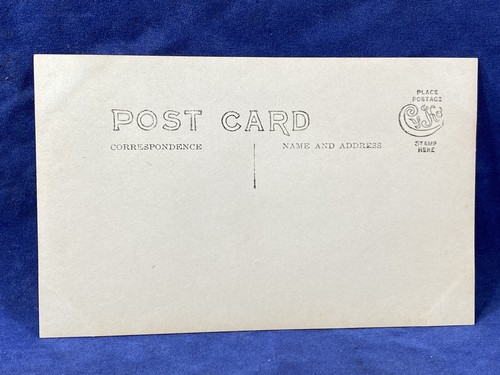 POST CARD
CORRESPONDENCE
NAME AND ADDRESS
PLACE
POSTAGE
STAMP
HERE